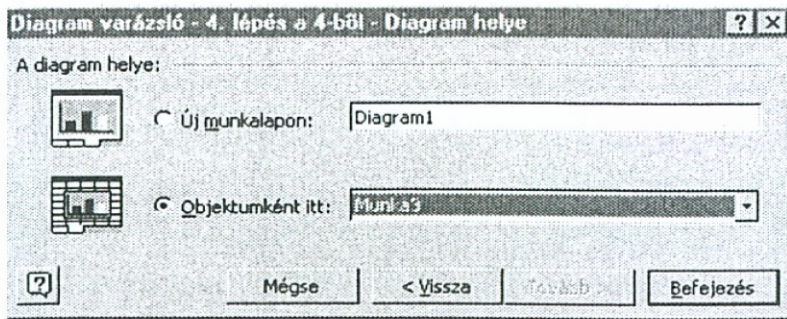 Diagram varázsló - 4. lépés a 4-ből - Diagram helye ? ×
A diagram helye:
Új munkalapon: Diagram1
Objektumként itt: Munka3
? Mégse < Vissza Tovább > Befejezés